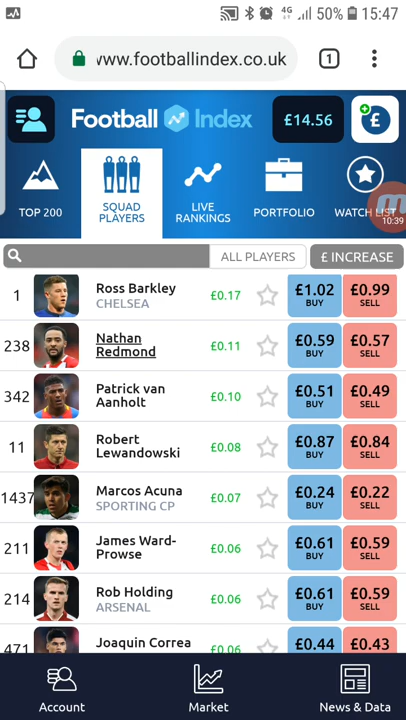 4G 50% 15:47
www.footballindex.co.uk 1
Football Index £14.56 £
TOP 200 SQUAD PLAYERS LIVE RANKINGS PORTFOLIO WATCH LIST
10:39
ALL PLAYERS £ INCREASE
1 Ross Barkley CHELSEA £0.17 £1.02 BUY £0.99 SELL
238 Nathan Redmond £0.11 £0.59 BUY £0.57 SELL
342 Patrick van Aanholt £0.10 £0.51 BUY £0.49 SELL
11 Robert Lewandowski £0.08 £0.87 BUY £0.84 SELL
1437 Marcos Acuna SPORTING CP £0.07 £0.24 BUY £0.22 SELL
211 James Ward-Prowse £0.06 £0.61 BUY £0.59 SELL
214 Rob Holding ARSENAL £0.06 £0.61 BUY £0.59 SELL
471 Joaquin Correa £0.06 £0.44 BUY £0.43 SELL
Account Market News & Data